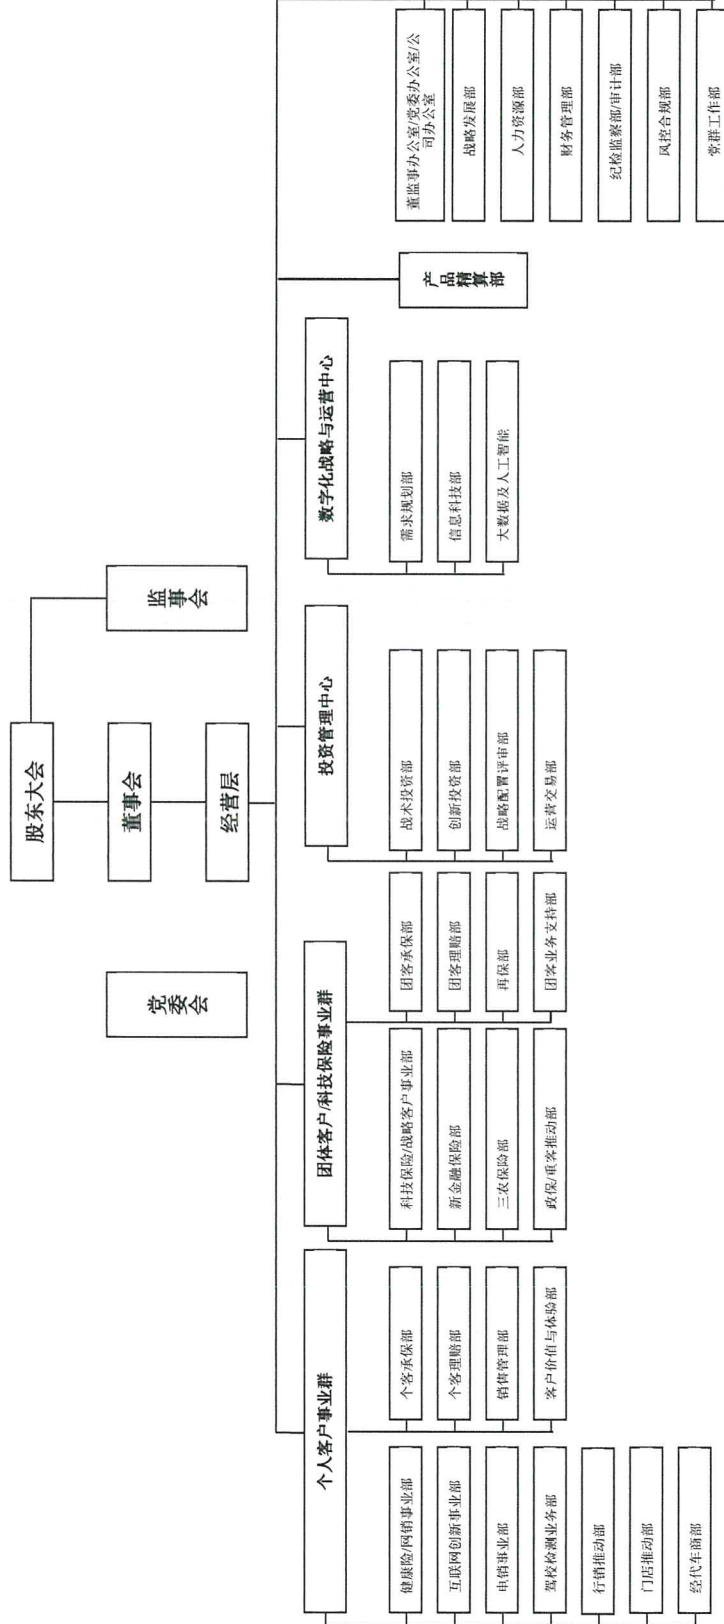 股东大会
党委会
董事会
监事会
经营层
个人客户事业群
团体客户/科技保险事业群
投资管理中心
数字化战略与运营中心
产品精算部
健康险/网销事业部
互联网创新事业部
电销事业部
驾校检测业务部
行销推动部
门店推动部
经代车商部
个客承保部
个客理赔部
销售管理部
客户价值与体验部
科技保险/战略客户事业部
新金融保险部
三农保险部
政保/重客推动部
团客承保部
团客理赔部
再保部
团客业务支持部
战术投资部
创新投资部
战略配置评审部
运营交易部
需求规划部
信息科技部
大数据及人工智能
董监事办公室/党委办公室/公
司办公室
战略发展部
人力资源部
财务管理部
纪检监察部/审计部
风控合规部
党群工作部